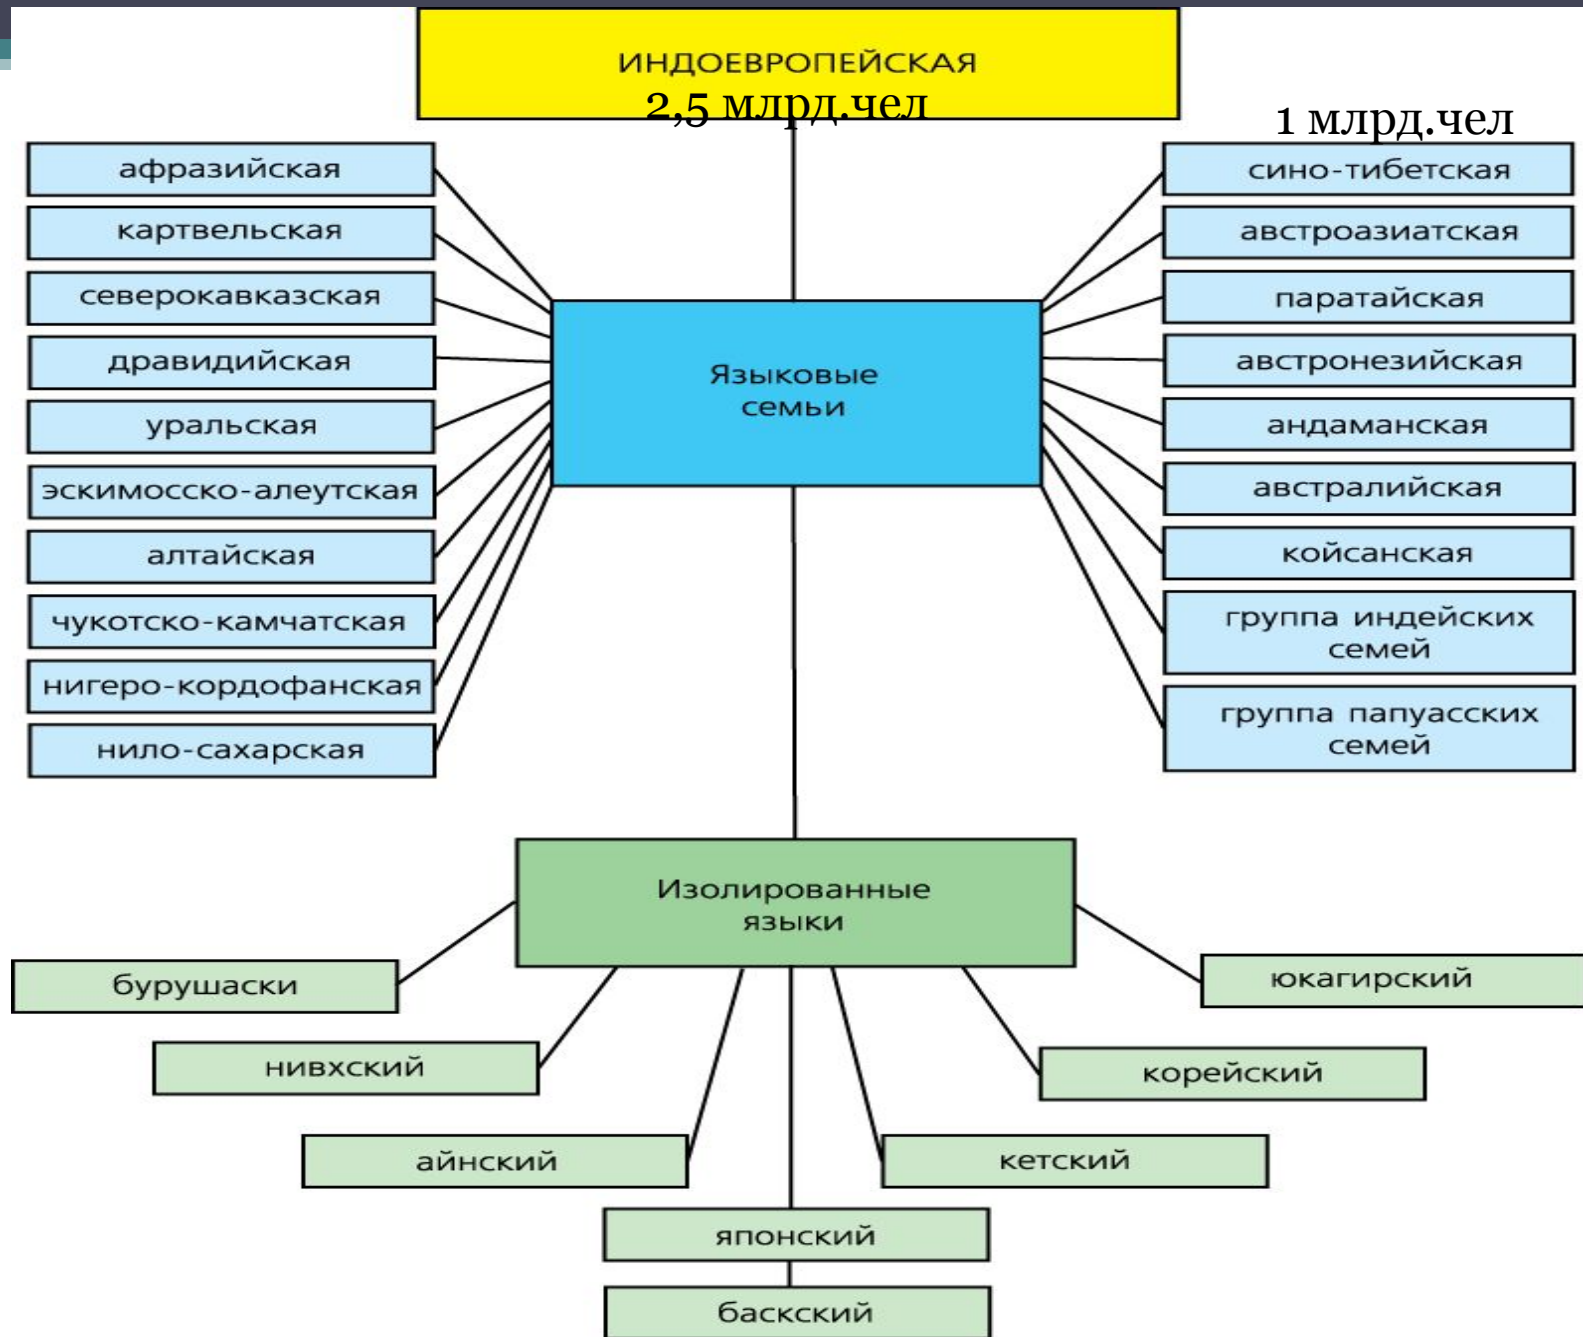 ИНДОЕВРОПЕЙСКАЯ
2,5 млрд.чел
1 млрд.чел
афразийская
картвельская
северокавказская
дравидийская
уральская
эскимосско-алеутская
алтайская
чукотско-камчатская
нигеро-кордофанская
нило-сахарская
Языковые
семьи
сино-тибетская
австроазиатская
паратайская
австронезийская
андаманская
австралийская
койсанская
группа индейских
семей
группа папуасских
семей
Изолированные
языки
бурушаски
нивхский
айнский
японский
баскский
кетский
корейский
юкагирский